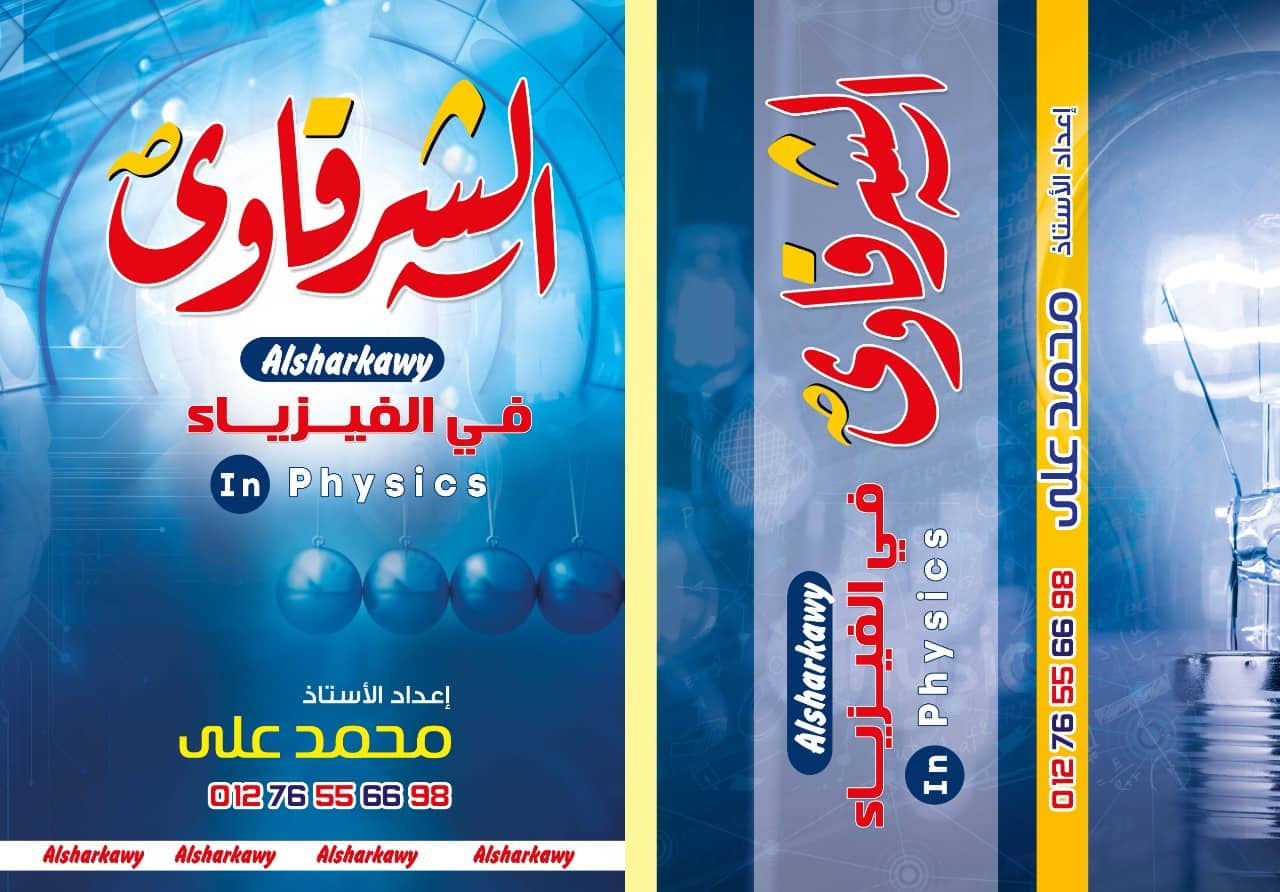 الشرقاوى
Alsharkawy
في الفيـزيـاء
In Physics
إعداد الأستاذ
محمد على
012 76 55 66 98
Alsharkawy Alsharkawy Alsharkawy Alsharkawy
الشرقاوى
في الفيـزيـاء
Alsharkawy
In Physics
إعداد الأستاذ محمد على 012 76 55 66 98